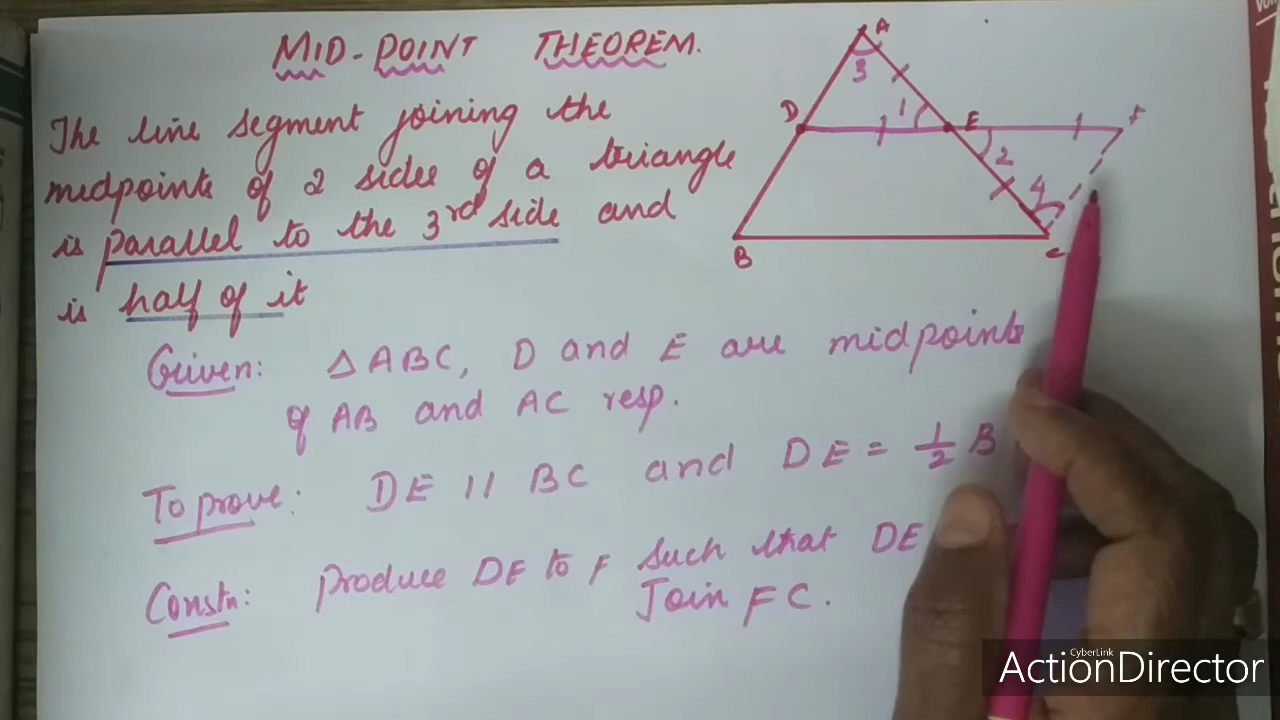 MID-POINT THEOREM.
The line segment joining the
midpoints of 2 sides of a triangle
is parallel to the 3rd side and
is half of it
A
3
D
1
E
F
2
4
B
C
Given: △ABC, D and E are midpoints
of AB and AC resp.
To prove: DE || BC and DE = 1/2 B
Constn: Produce DE to F such that DE
Join FC.
CyberLink
ActionDirector